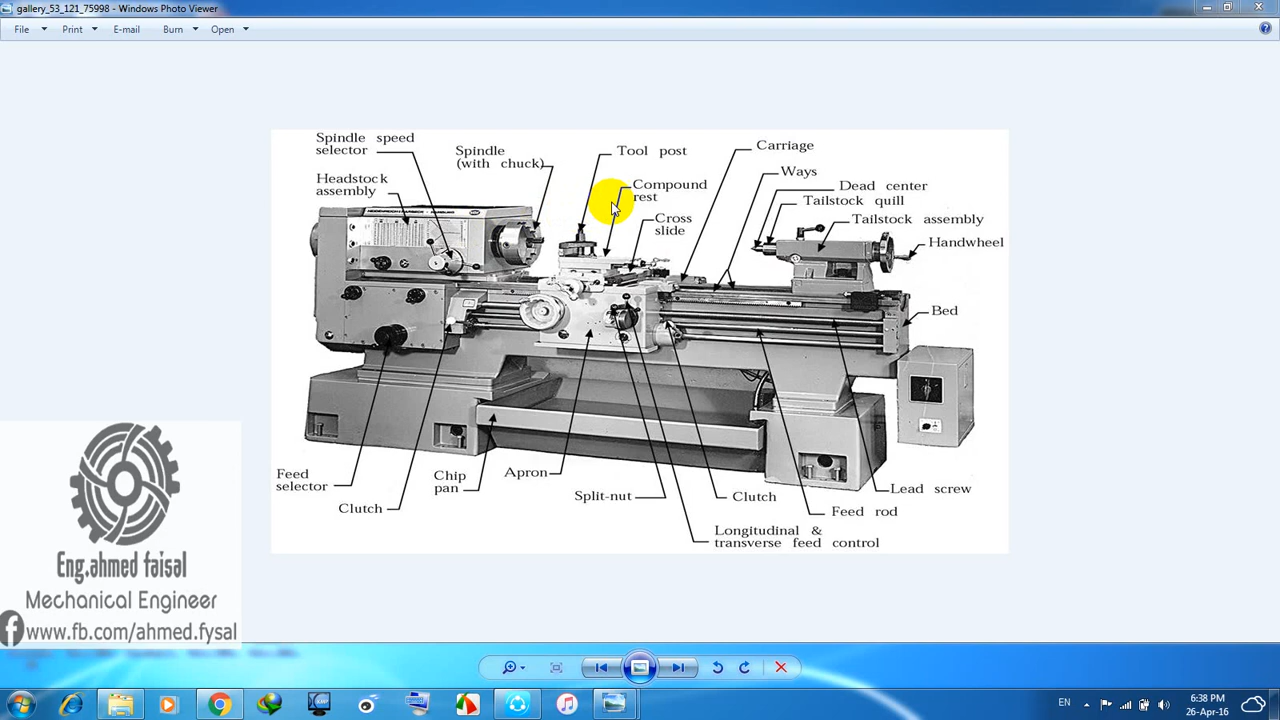 gallery_53_121_75998 - Windows Photo Viewer
File
Print
E-mail
Burn
Open
Spindle speed
selector
Headstock
assembly
Spindle
(with chuck)
Tool post
Compound
rest
Cross
slide
Carriage
Ways
Dead center
Tailstock quill
Tailstock assembly
Handwheel
Bed
Feed
selector
Clutch
Chip
pan
Apron
Split-nut
Clutch
Lead screw
Feed rod
Longitudinal &
transverse feed control
Eng.ahmed faisal
Mechanical Engineer
www.fb.com/ahmed.fysal
EN
6:38 PM
26-Apr-16